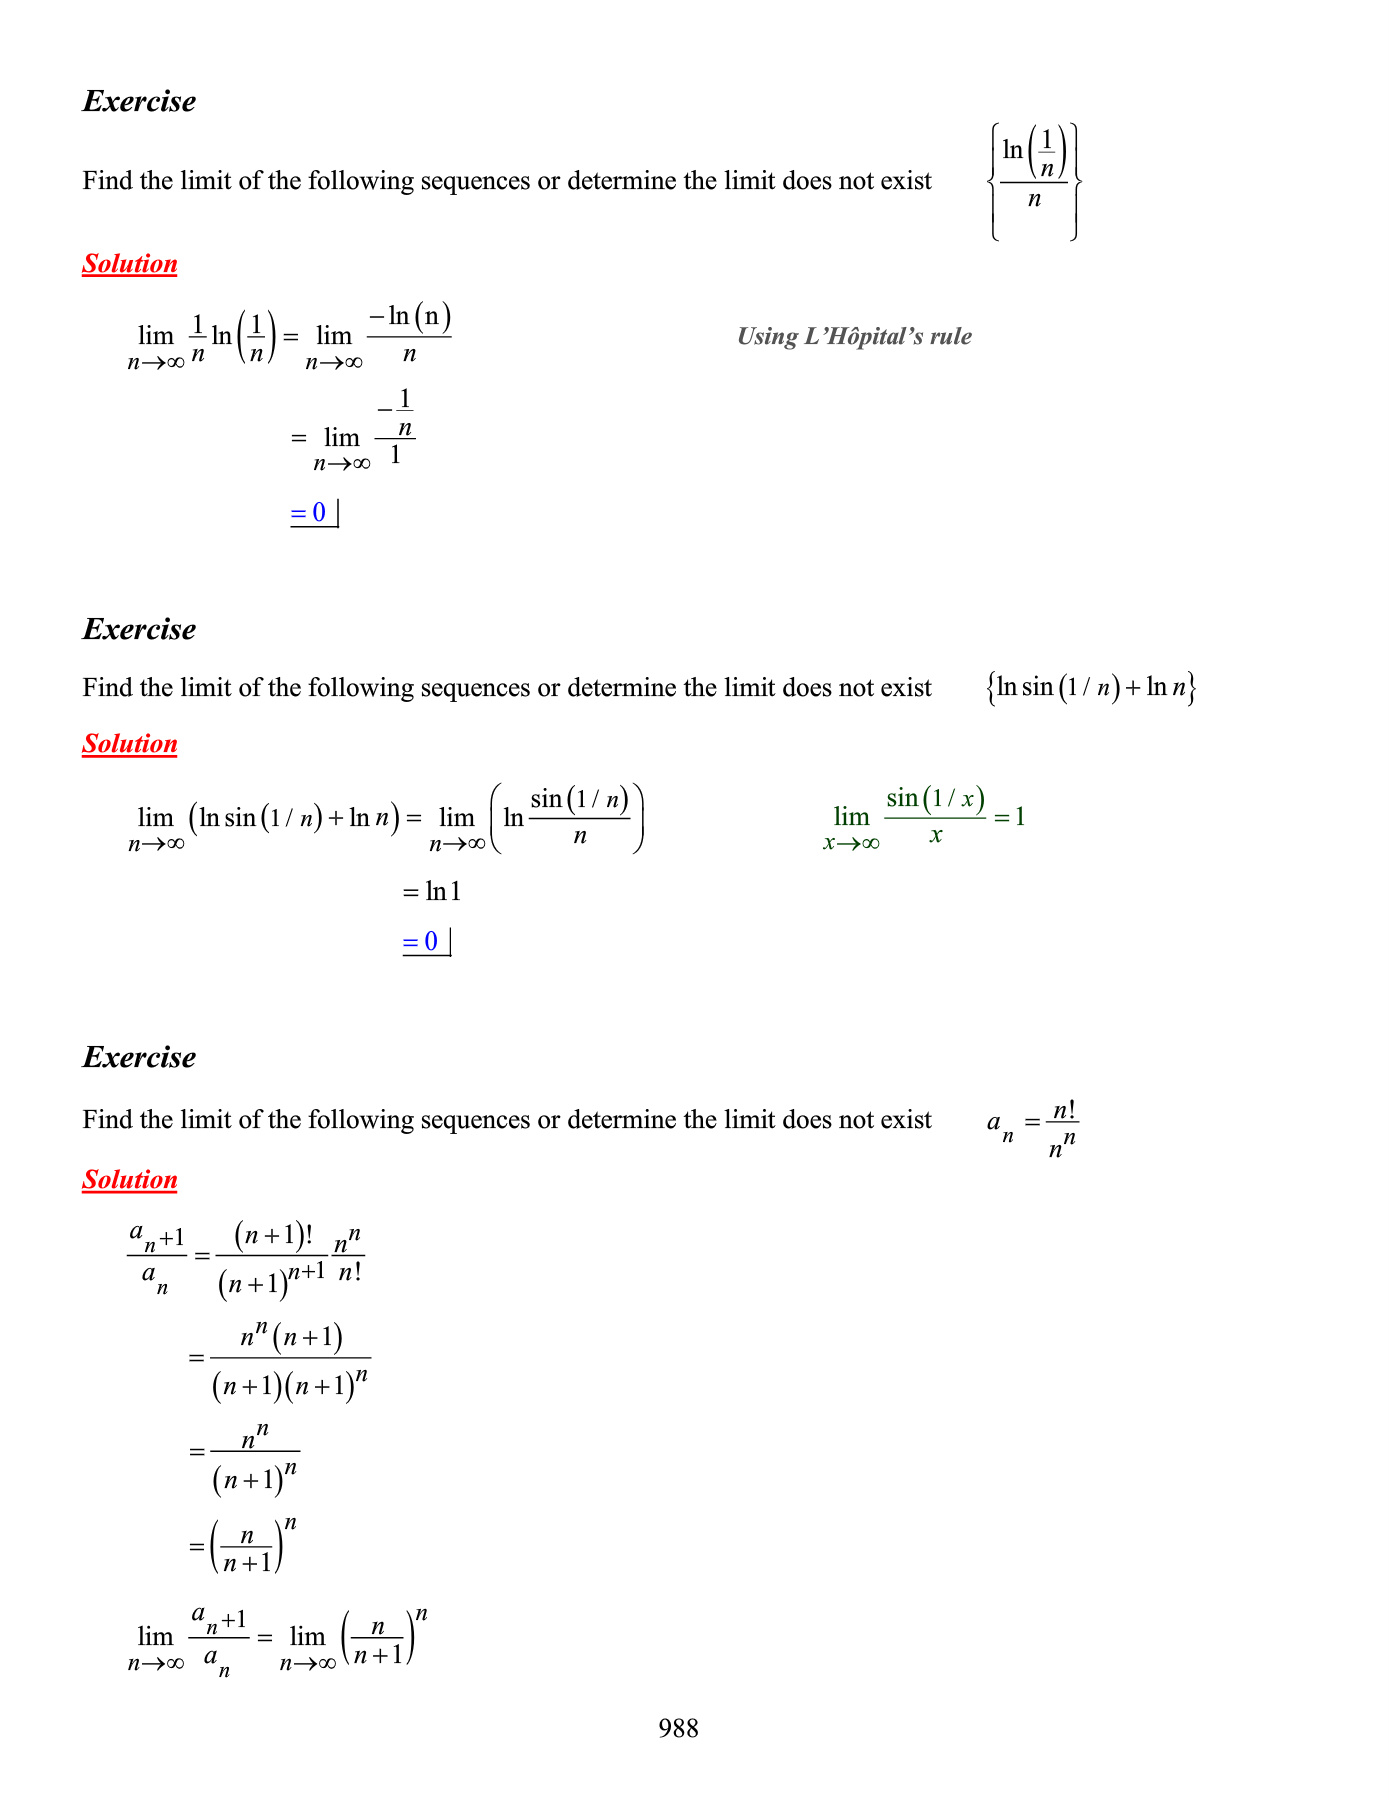 Exercise
Find the limit of the following sequences or determine the limit does not exist $\left\{\frac{\ln\left(\frac{1}{n}\right)}{n}\right\}$
Solution
$\lim_{n\to\infty} \frac{1}{n}\ln\left(\frac{1}{n}\right) = \lim_{n\to\infty} \frac{-\ln(\mathrm{n})}{n}$ Using L’Hôpital’s rule
$= \lim_{n\to\infty} \frac{-\frac{1}{n}}{1}$
$= 0$
Exercise
Find the limit of the following sequences or determine the limit does not exist $\{\ln\sin(1/n)+\ln n\}$
Solution
$\lim_{n\to\infty} (\ln\sin(1/n)+\ln n) = \lim_{n\to\infty} \left(\ln\frac{\sin(1/n)}{n}\right)$ $\lim_{x\to\infty} \frac{\sin(1/x)}{x} = 1$
$= \ln 1$
$= 0$
Exercise
Find the limit of the following sequences or determine the limit does not exist $a_n = \frac{n!}{n^n}$
Solution
$\frac{a_{n+1}}{a_n} = \frac{(n+1)!}{(n+1)^{n+1}} \frac{n^n}{n!}$
$= \frac{n^n(n+1)}{(n+1)(n+1)^n}$
$= \frac{n^n}{(n+1)^n}$
$= \left(\frac{n}{n+1}\right)^n$
$\lim_{n\to\infty} \frac{a_{n+1}}{a_n} = \lim_{n\to\infty} \left(\frac{n}{n+1}\right)^n$
988